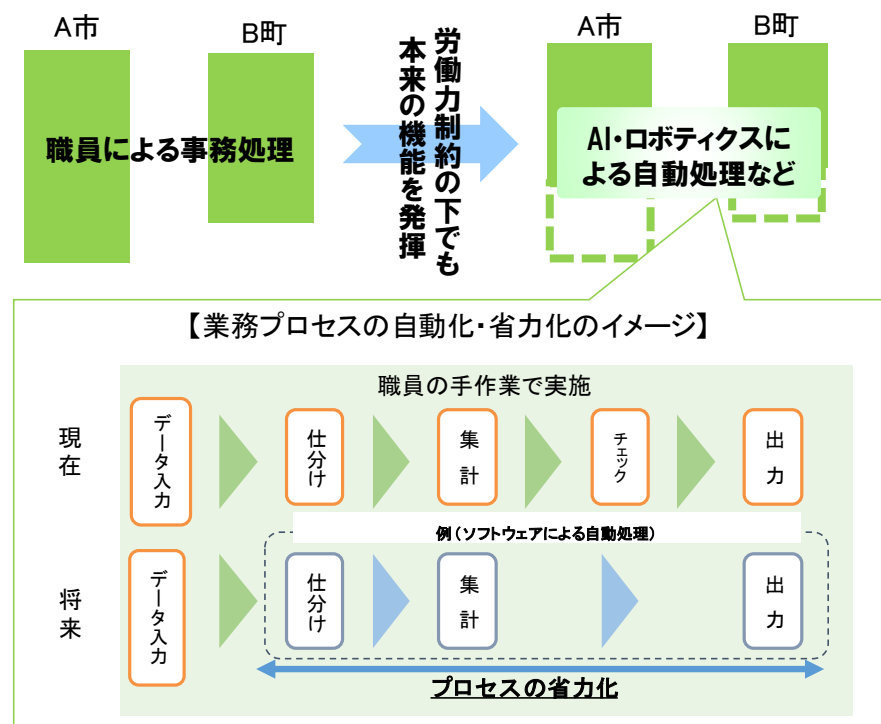 A市
B町
職員による事務処理
労働力制約の下でも
本来の機能を発揮
A市
B町
AI・ロボティクスに
よる自動処理など
【業務プロセスの自動化・省力化のイメージ】
職員の手作業で実施
現在
データ入力
仕分け
集計
チェック
出力
例（ソフトウェアによる自動処理）
将来
データ入力
仕分け
集計
出力
プロセスの省力化